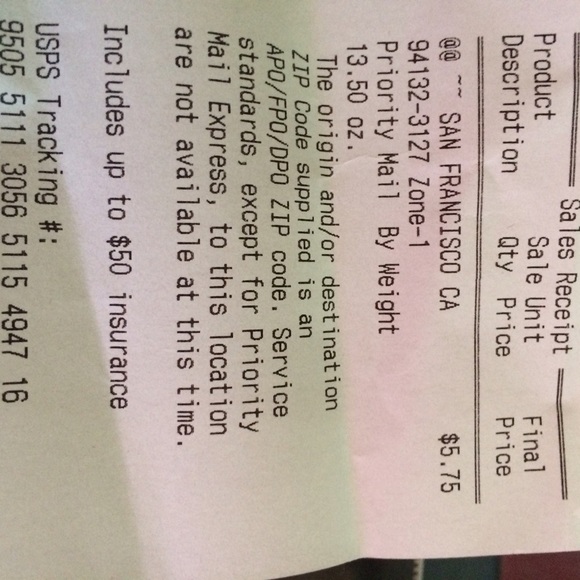 Sales Receipt
Product Sale Unit Final
Description Qty Price Price
@@ ~~ SAN FRANCISCO CA $5.75
94132-3127 Zone-1
Priority Mail By Weight
13.50 oz.
The origin and/or destination
ZIP Code supplied is an
APO/FPO/DPO ZIP code. Service
standards, except for Priority
Mail Express, to this location
are not available at this time.
Includes up to $50 insurance
USPS Tracking #:
9505 5111 3056 5115 4947 16